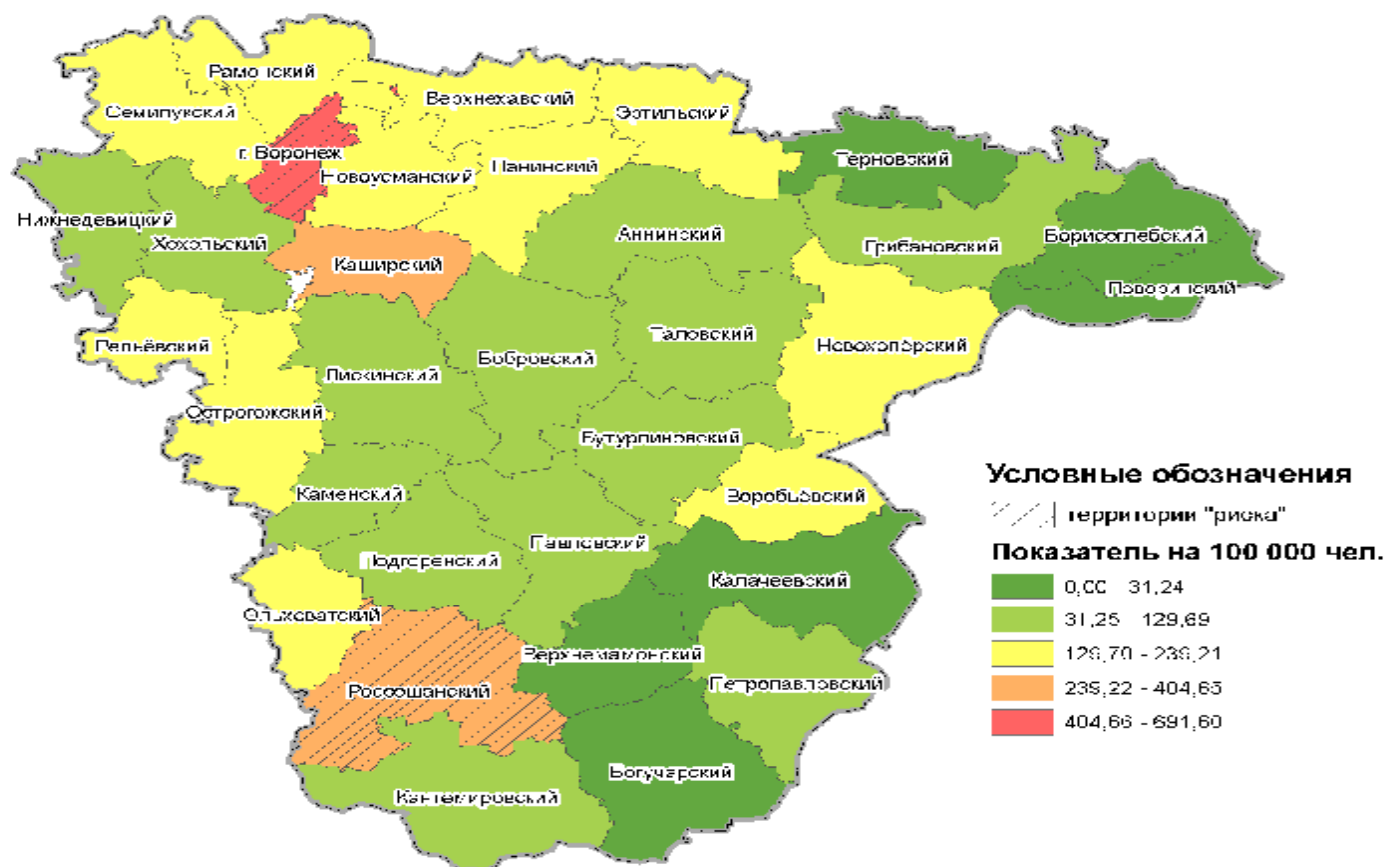 Рамонский
Верхнехавский
Семилукский
Эртильский
г. Воронеж
Терновский
Панинский
Новоусманский
Нижнедевицкий
Аннинский
Борисоглебский
Хохольский
Грибановский
Каширский
Поворинский
Таловский
Репьёвский
Новохопёрский
Бобровский
Лискинский
Острогожский
Бутурлиновский
Каменский
Воробьёвский
Павловский
Подгоренский
Калачеевский
Ольховатский
Верхнемамонский
Петропавловский
Россошанский
Богучарский
Кантемировский
Условные обозначения
территории "риска"
Показатель на 100 000 чел.
0,00 - 31,24
31,25 - 129,69
129,70 - 239,21
239,22 - 404,65
404,66 - 691,60